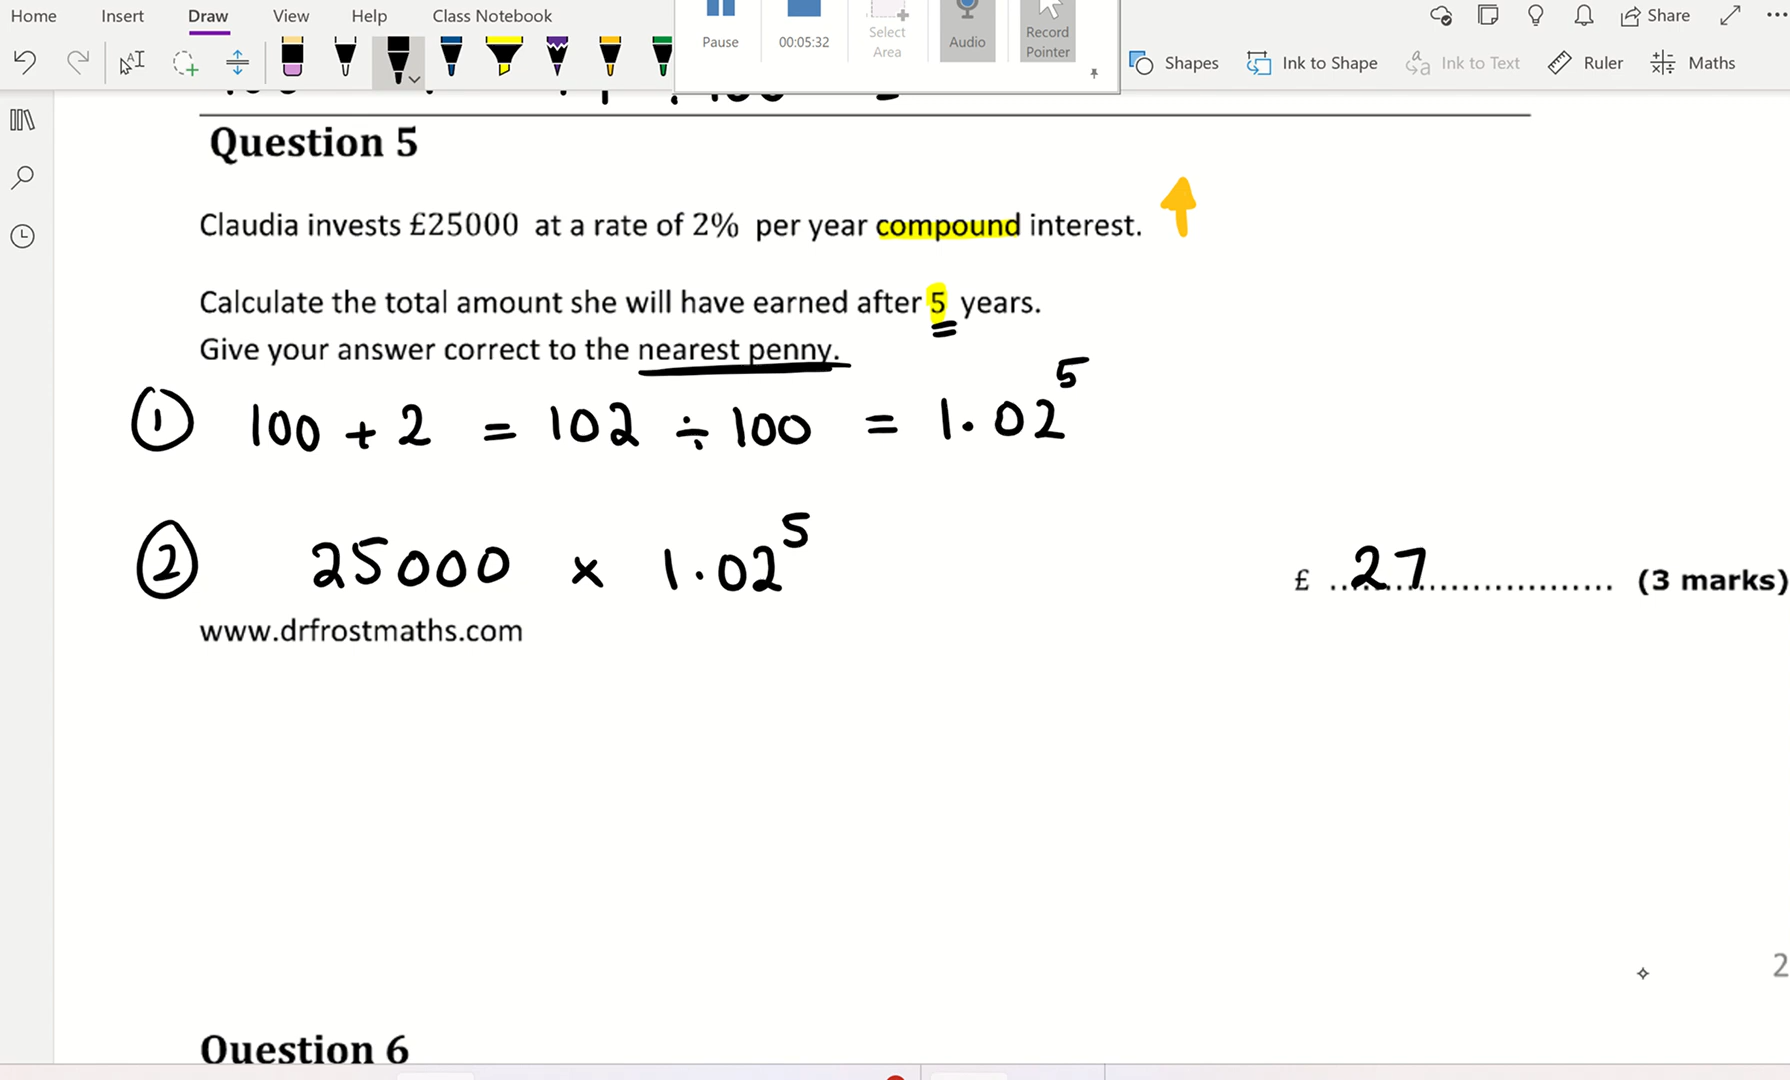 Home Insert Draw View Help Class Notebook
Pause 00:05:32 Select Area Audio Record Pointer
Share
Shapes Ink to Shape Ink to Text Ruler Maths
Question 5
Claudia invests £25000 at a rate of 2% per year compound interest.
Calculate the total amount she will have earned after 5 years.
Give your answer correct to the nearest penny.
① 100 + 2 = 102 ÷ 100 = 1.02⁵
② 25000 × 1.02⁵
£ 27 (3 marks)
www.drfrostmaths.com
2
Question 6